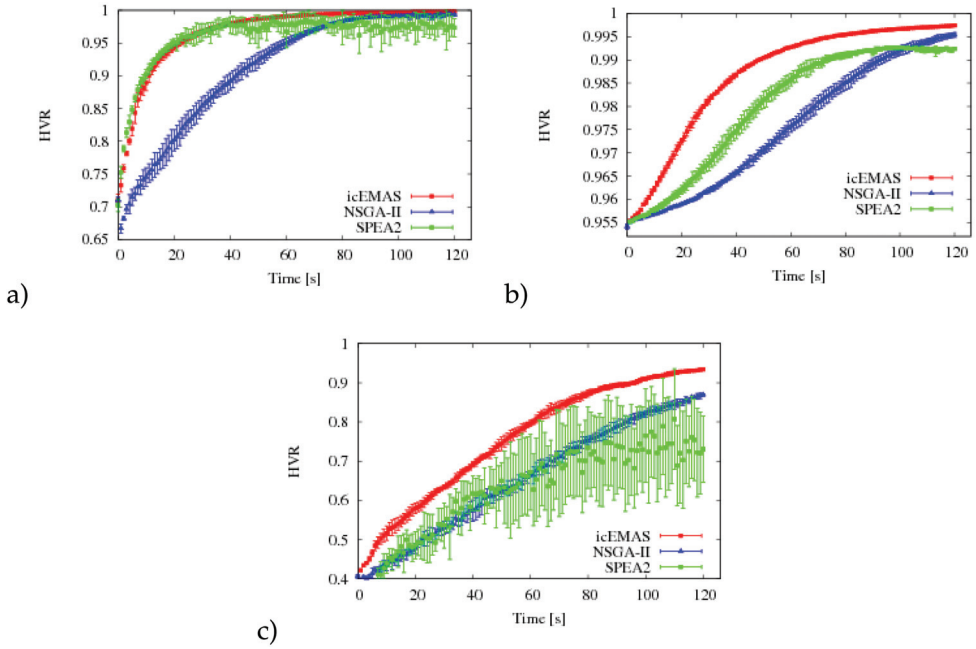 1
0.95
0.9
0.85
0.8
0.75
0.7
0.65
HVR
0 20 40 60 80 100 120
Time [s]
icEMAS
NSGA-II
SPEA2
a)
1
0.995
0.99
0.985
0.98
0.975
0.97
0.965
0.96
0.955
HVR
0 20 40 60 80 100 120
Time [s]
icEMAS
NSGA-II
SPEA2
b)
1
0.9
0.8
0.7
0.6
0.5
0.4
HVR
0 20 40 60 80 100 120
Time [s]
icEMAS
NSGA-II
SPEA2
c)